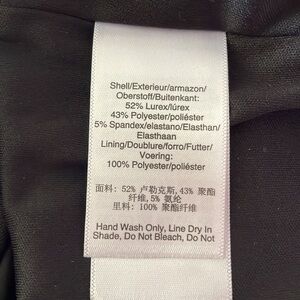 Shell/Exterieur/armazon/
Oberstoff/Buitenkant:
52% Lurex/lúrex
43% Polyester/poliéster
5% Spandex/elastano/Elasthan/
Elasthaan
Lining/Doublure/forro/Futter/
Voering:
100% Polyester/poliéster
面料: 52% 卢勒克斯,43% 聚酯
纤维,5% 氨纶
里料: 100% 聚酯纤维
Hand Wash Only, Line Dry In
Shade, Do Not Bleach, Do Not